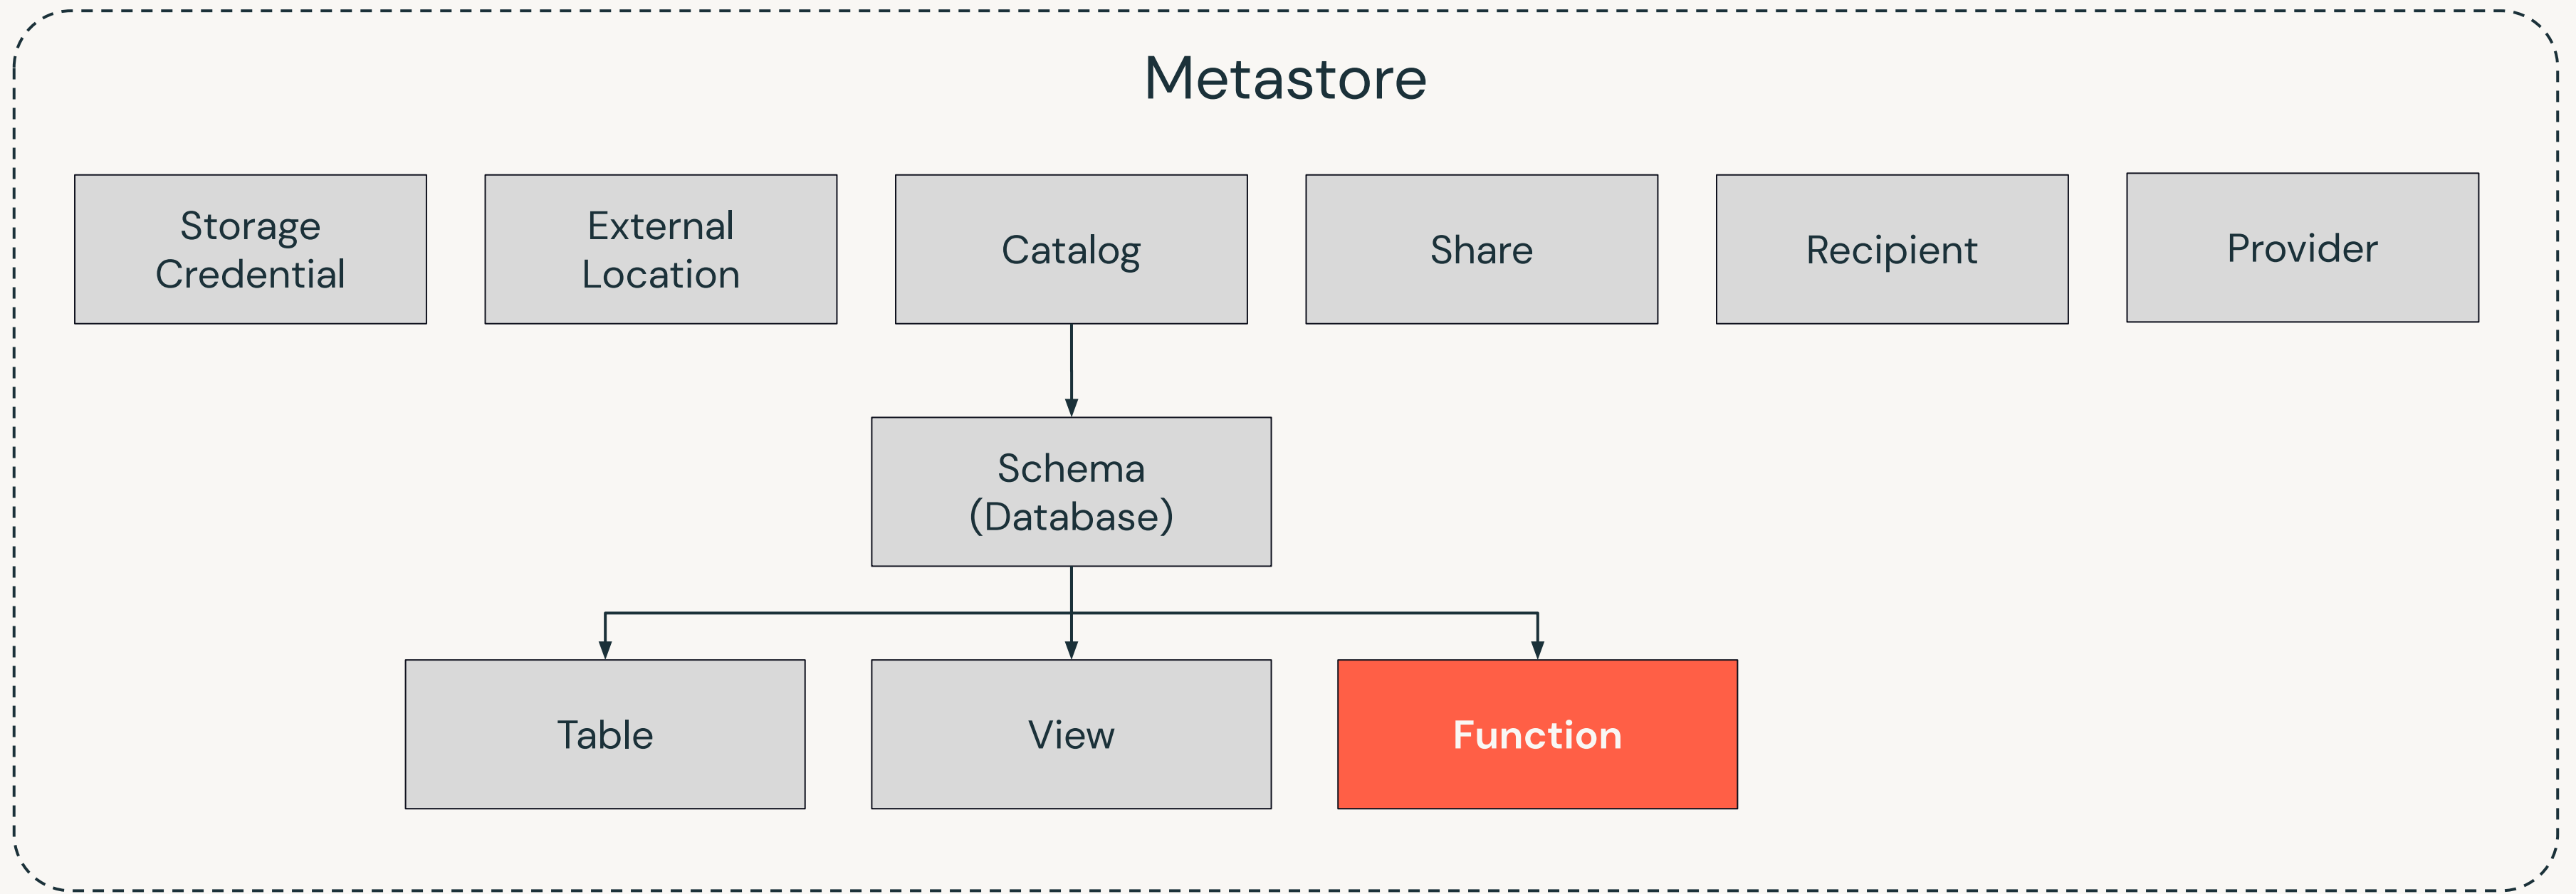 Metastore
Storage
Credential
External
Location
Catalog
Share
Recipient
Provider
Schema
(Database)
Table
View
Function